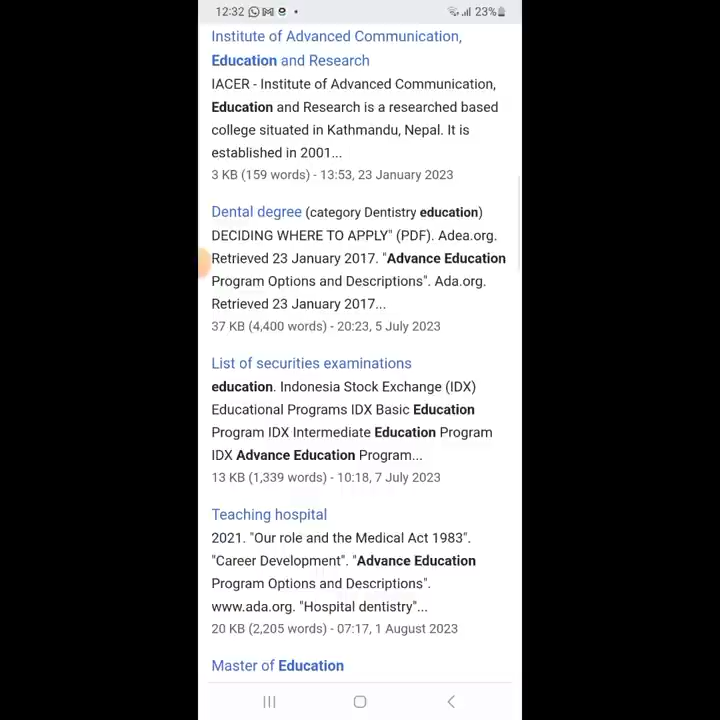 12:32 23%
Institute of Advanced Communication,
Education and Research
IACER - Institute of Advanced Communication,
Education and Research is a researched based
college situated in Kathmandu, Nepal. It is
established in 2001...
3 KB (159 words) - 13:53, 23 January 2023
Dental degree (category Dentistry education)
DECIDING WHERE TO APPLY" (PDF). Adea.org.
Retrieved 23 January 2017. "Advance Education
Program Options and Descriptions". Ada.org.
Retrieved 23 January 2017...
37 KB (4,400 words) - 20:23, 5 July 2023
List of securities examinations
education. Indonesia Stock Exchange (IDX)
Educational Programs IDX Basic Education
Program IDX Intermediate Education Program
IDX Advance Education Program...
13 KB (1,339 words) - 10:18, 7 July 2023
Teaching hospital
2021. "Our role and the Medical Act 1983".
"Career Development". "Advance Education
Program Options and Descriptions".
www.ada.org. "Hospital dentistry"...
20 KB (2,205 words) - 07:17, 1 August 2023
Master of Education